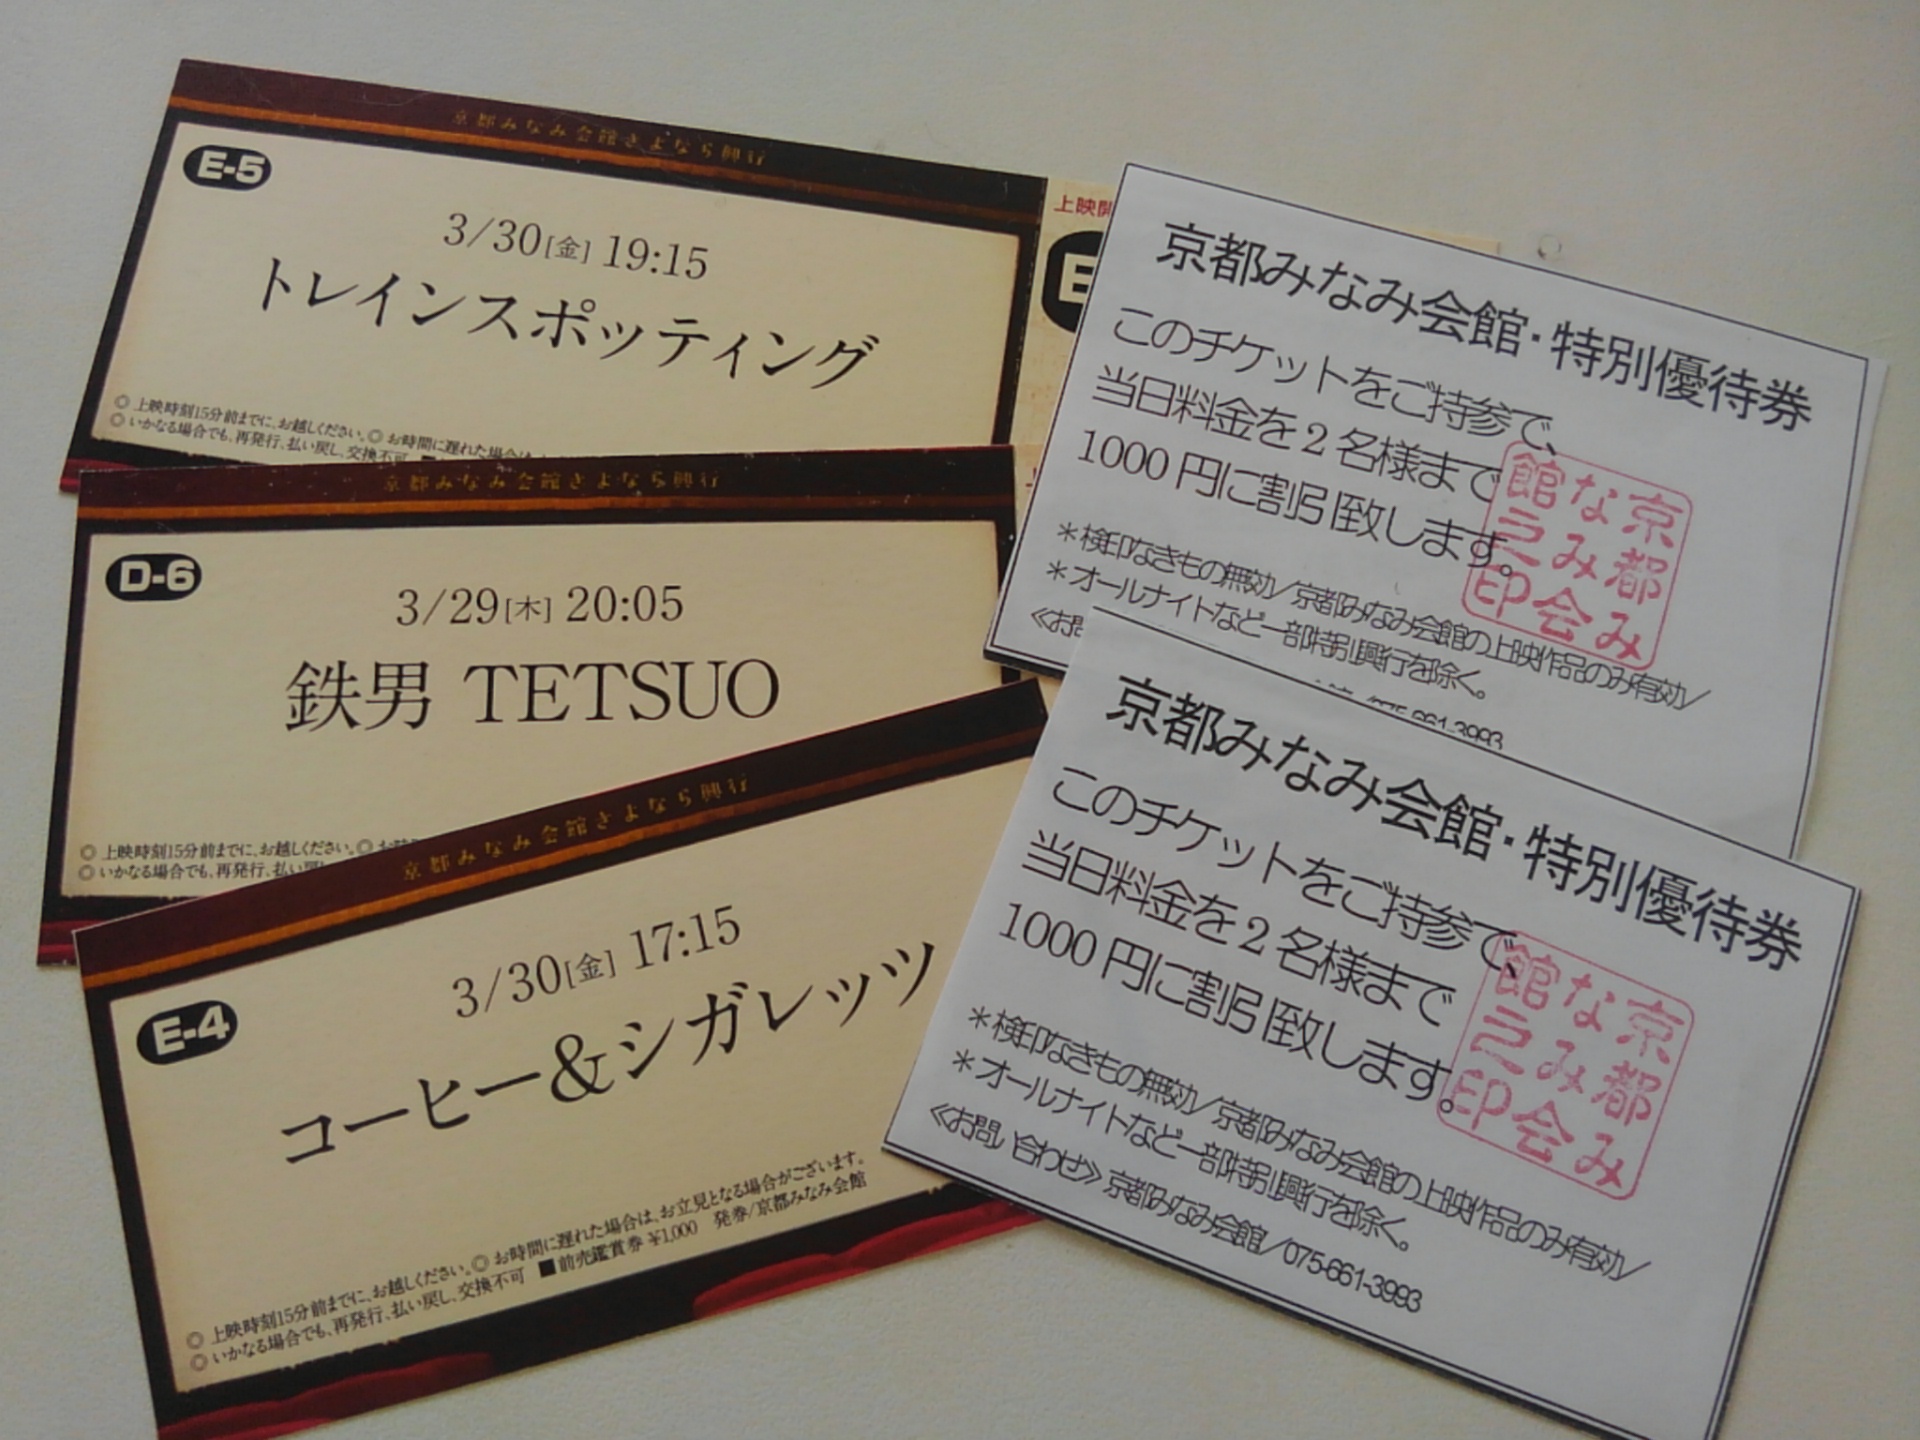 京都みなみ会館さよなら興行
E-5
3/30[金] 19:15
トレインスポッティング
◎ 上映時刻15分前までに、お越しください。◎ お時間に遅れた場合は
◎ いかなる場合でも、再発行、払い戻し、交換不可
上映開
E
京都みなみ会館さよなら興行
D-6
3/29[木] 20:05
鉄男 TETSUO
◎ 上映時刻15分前までに、お越しください。◎ お時
◎ いかなる場合でも、再発行、払い戻し
京都みなみ会館さよなら興行
E-4
3/30[金] 17:15
コーヒー&シガレッツ
◎ 上映時刻15分前までに、お越しください。◎ お時間に遅れた場合は、お立見となる場合がございます。
◎ いかなる場合でも、再発行、払い戻し、交換不可 ■前売鑑賞券 ¥1,000 発券/京都みなみ会館
京都みなみ会館・特別優待券
このチケットをご持参で、
当日料金を2名様まで
1000円に割引致します。
*検印なきもの無効/京都みなみ会館の上映作品のみ有効/
*オールナイトなど一部特別興行を除く。
≪お問
075-661-3993
京都み
なみ会
館之印
京都みなみ会館・特別優待券
このチケットをご持参で、
当日料金を2名様まで
1000円に割引致します。
*検印なきもの無効/京都みなみ会館の上映作品のみ有効/
*オールナイトなど一部特別興行を除く。
≪お問い合わせ≫京都みなみ会館/075-661-3993
京都み
なみ会
館之印